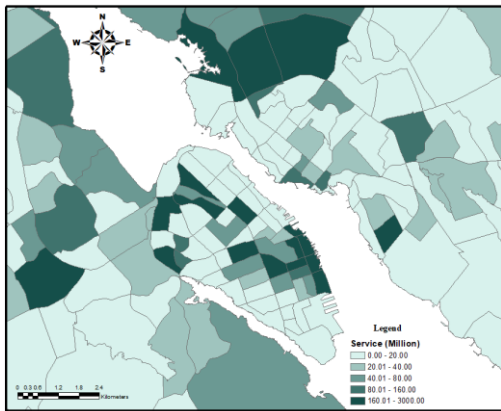 N
W E
S
Legend
Service (Million)
0.00 - 20.00
20.01 - 40.00
40.01 - 80.00
80.01 - 160.00
160.01 - 3000.00
0 0.3 0.6 1.2 1.8 2.4
Kilometers